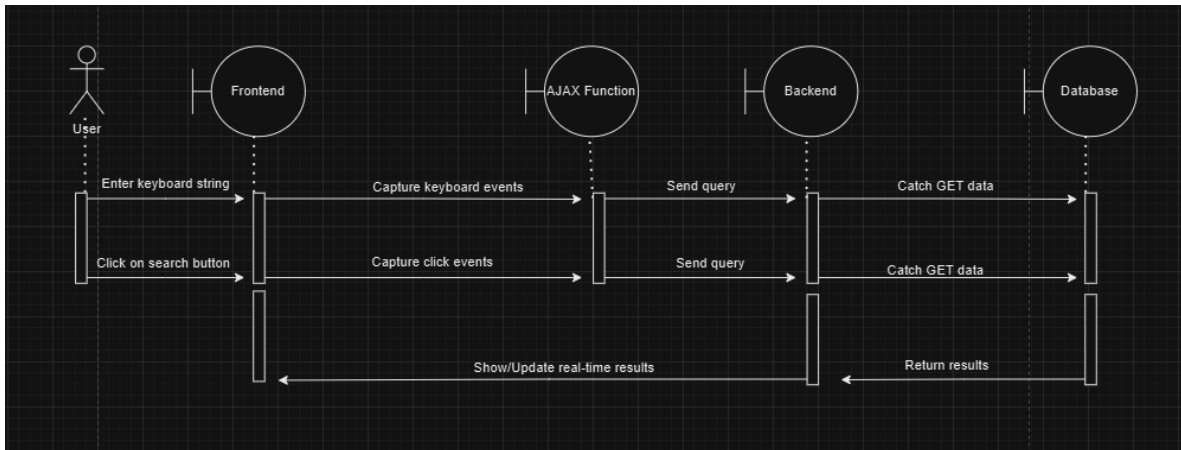 User
Frontend
AJAX Function
Backend
Database
Enter keyboard string
Capture keyboard events
Send query
Catch GET data
Click on search button
Capture click events
Send query
Catch GET data
Show/Update real-time results
Return results